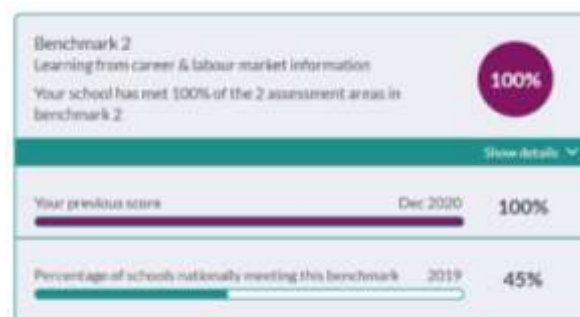 Benchmark 2
Learning from career & labour market information
Your school has met 100% of the 2 assessment areas in
benchmark 2
100%
Show details
Your previous score Dec 2020 100%
Percentage of schools nationally meeting this benchmark 2019 45%